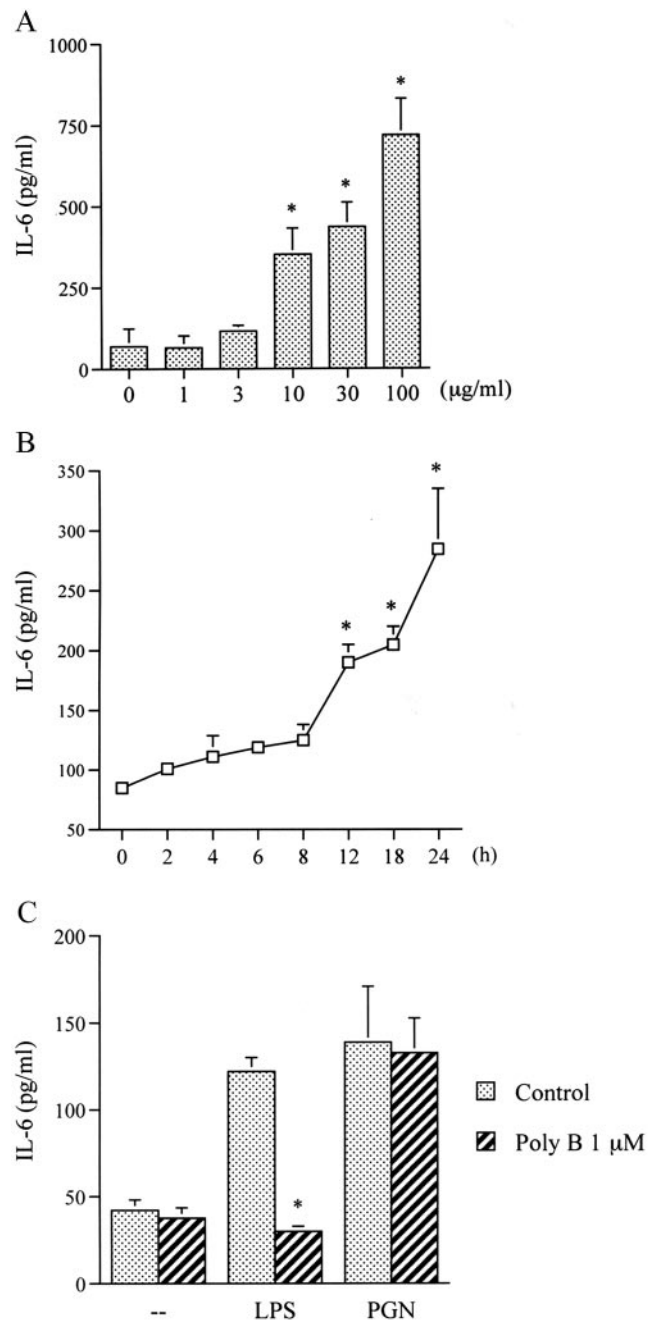 A
1000
750
500
250
0
IL-6 (pg/ml)
* * *
0 1 3 10 30 100 (μg/ml)
B
350
300
250
200
150
100
50
IL-6 (pg/ml)
* * *
0 2 4 6 8 12 18 24 (h)
C
200
150
100
50
0
IL-6 (pg/ml)
*
-- LPS PGN
Control
Poly B 1 μM